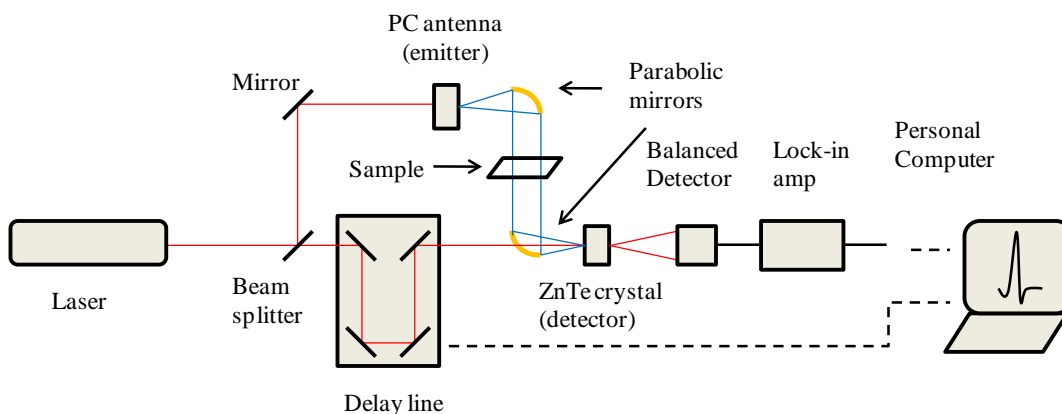 PC antenna
(emitter)
Mirror
Parabolic
mirrors
Sample
Balanced
Detector
Lock-in
amp
Personal
Computer
Laser
Beam
splitter
ZnTe crystal
(detector)
Delay line